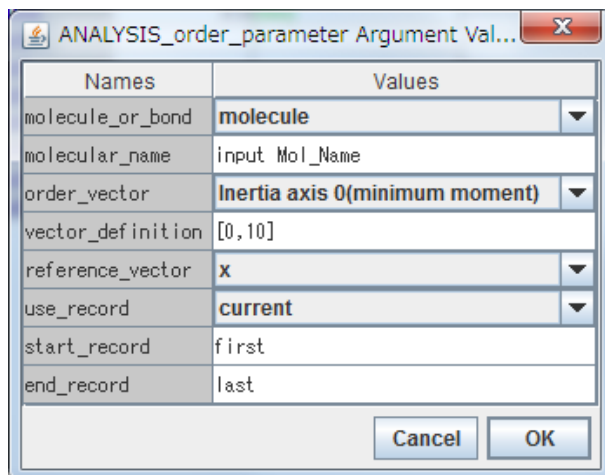 ANALYSIS_order_parameter Argument Val...
Names Values
molecule_or_bond molecule
molecular_name input Mol_Name
order_vector Inertia axis 0(minimum moment)
vector_definition [0,10]
reference_vector x
use_record current
start_record first
end_record last
Cancel OK